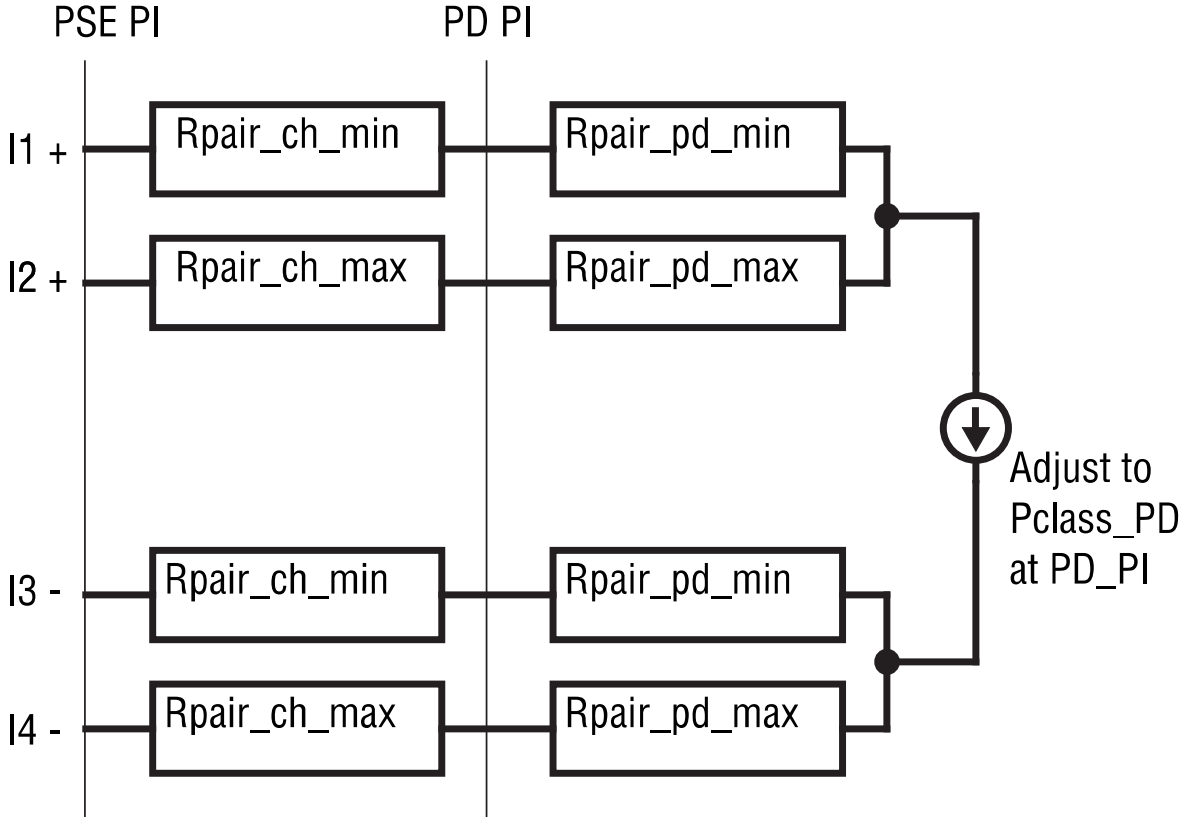 PSE PI
PD PI
I1 +
Rpair_ch_min
Rpair_pd_min
I2 +
Rpair_ch_max
Rpair_pd_max
Adjust to
Pclass_PD
at PD_PI
I3 -
Rpair_ch_min
Rpair_pd_min
I4 -
Rpair_ch_max
Rpair_pd_max